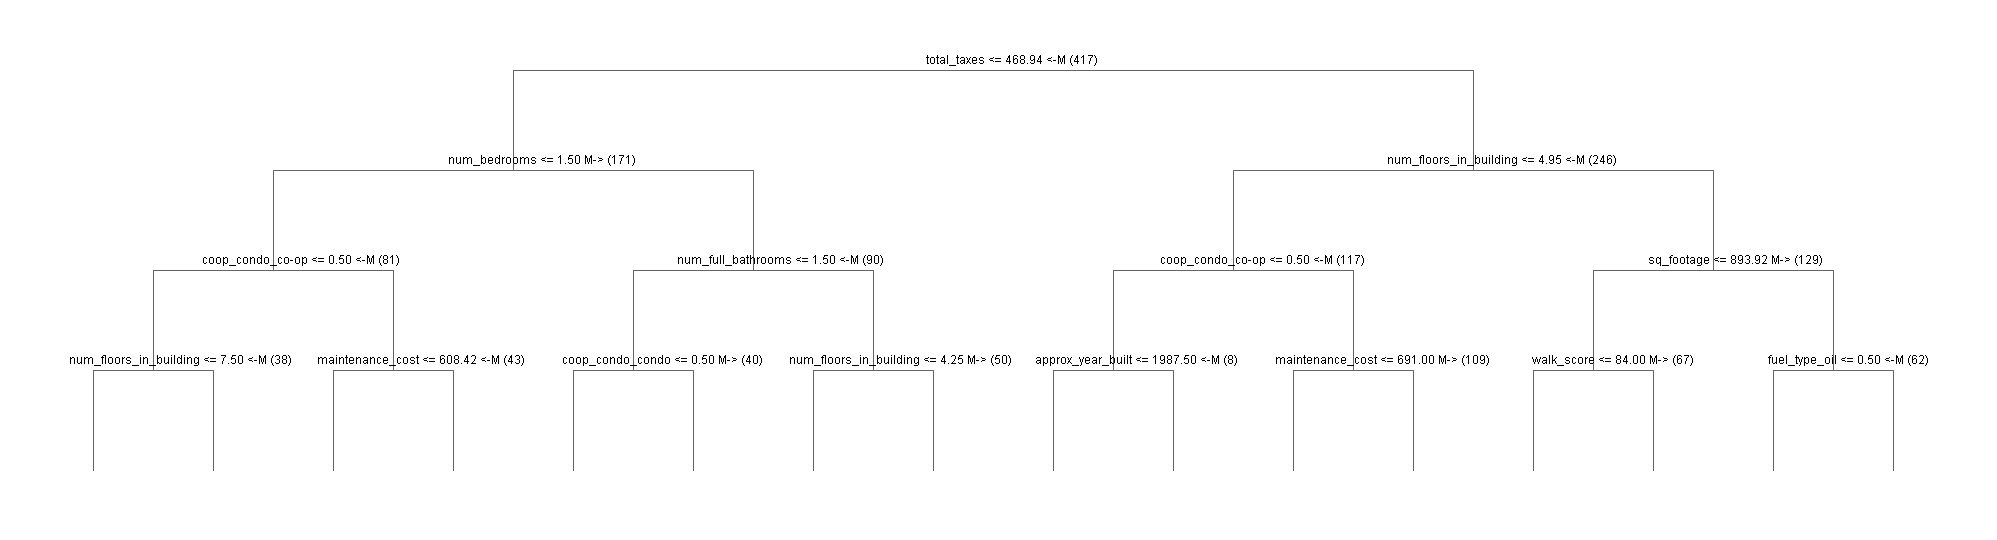 total_taxes <= 468.94 <-M (417)
num_bedrooms <= 1.50 M-> (171)
num_floors_in_building <= 4.95 <-M (246)
coop_condo_co-op <= 0.50 <-M (81)
num_full_bathrooms <= 1.50 <-M (90)
coop_condo_co-op <= 0.50 <-M (117)
sq_footage <= 893.92 M-> (129)
num_floors_in_building <= 7.50 <-M (38)
maintenance_cost <= 608.42 <-M (43)
coop_condo_condo <= 0.50 M-> (40)
num_floors_in_building <= 4.25 M-> (50)
approx_year_built <= 1987.50 <-M (8)
maintenance_cost <= 691.00 M-> (109)
walk_score <= 84.00 M-> (67)
fuel_type_oil <= 0.50 <-M (62)